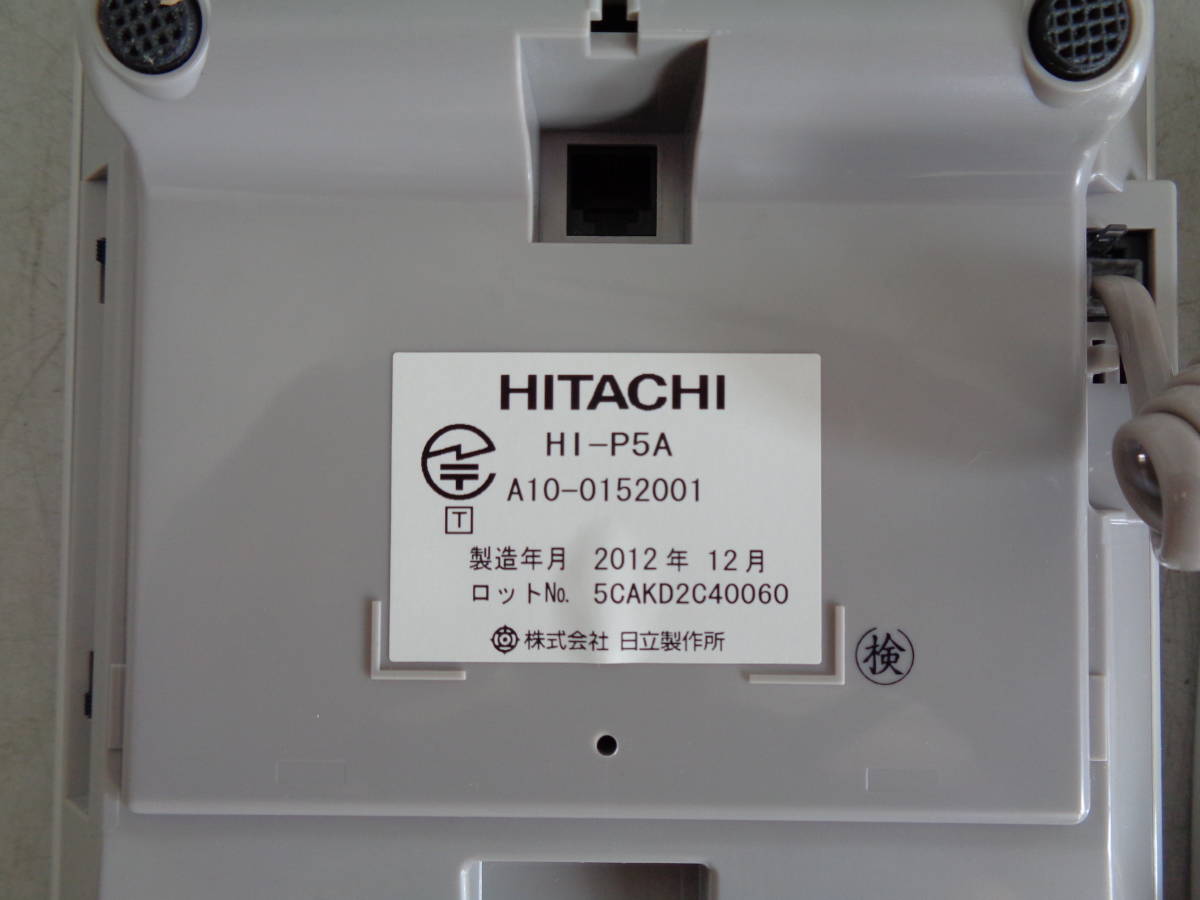 HITACHI
HI-P5A
A10-0152001
T
製造年月 2012年 12月
ロットNo. 5CAKD2C40060
株式会社 日立製作所
検